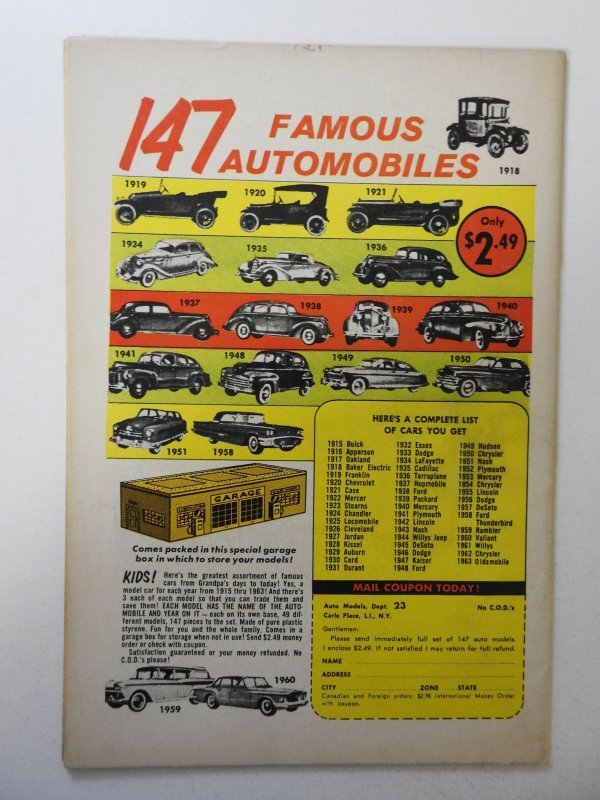 147 FAMOUS
AUTOMOBILES
1918
1919
1920
1921
Only
$2.49
1934
1935
1936
1937
1938
1939
1940
1941
1948
1949
1950
1951
1958
HERE'S A COMPLETE LIST
OF CARS YOU GET
1915 Buick
1916 Apperson
1917 Oakland
1918 Baker Electric
1919 Franklin
1920 Chevrolet
1921 Case
1922 Mercer
1923 Stearns
1924 Chandler
1925 Locomobile
1926 Cleveland
1927 Jordan
1928 Kissel
1929 Auburn
1930 Cord
1931 Durant
1932 Essex
1933 Dodge
1934 LaFayette
1935 Cadillac
1936 Terraplane
1937 Hupmobile
1938 Ford
1939 Packard
1940 Mercury
1941 Plymouth
1942 Lincoln
1943 Nash
1944 Willys Jeep
1945 DeSoto
1946 Dodge
1947 Kaiser
1948 Ford
1949 Hudson
1950 Chrysler
1951 Nash
1952 Plymouth
1953 Mercury
1954 Chrysler
1955 Lincoln
1956 Dodge
1957 DeSoto
1958 Ford
Thunderbird
1959 Rambler
1960 Valiant
1961 Willys
1962 Chrysler
1963 Oldsmobile
GARAGE
Comes packed in this special garage
box in which to store your models!
KIDS! Here's the greatest assortment of famous
cars from Grandpa's days to today! Yes, a
model car for each year from 1915 thru 1963! And there's
3 each of each model so that you can trade them and
save them! EACH MODEL HAS THE NAME OF THE AUTO-
MOBILE AND YEAR ON IT — each on its own base, 49 dif-
ferent models, 147 pieces to the set. Made of pure plastic
styrene. Fun for you and the whole family. Comes in a
garage box for storage when not in use! Send $2.49 money
order or check with coupon.
Satisfaction guaranteed or your money refunded. No
C.O.D.'s please!
1959
1960
MAIL COUPON TODAY!
Auto Models, Dept. 23 No C.O.D.'s
Carle Place, L.I., N.Y.
Gentlemen:
Please send immediately full set of 147 auto models.
I enclose $2.49. If not satisfied I may return for full refund.
NAME
ADDRESS
CITY ZONE STATE
Canadian and Foreign orders: $2.98 International Money Order
with coupon.